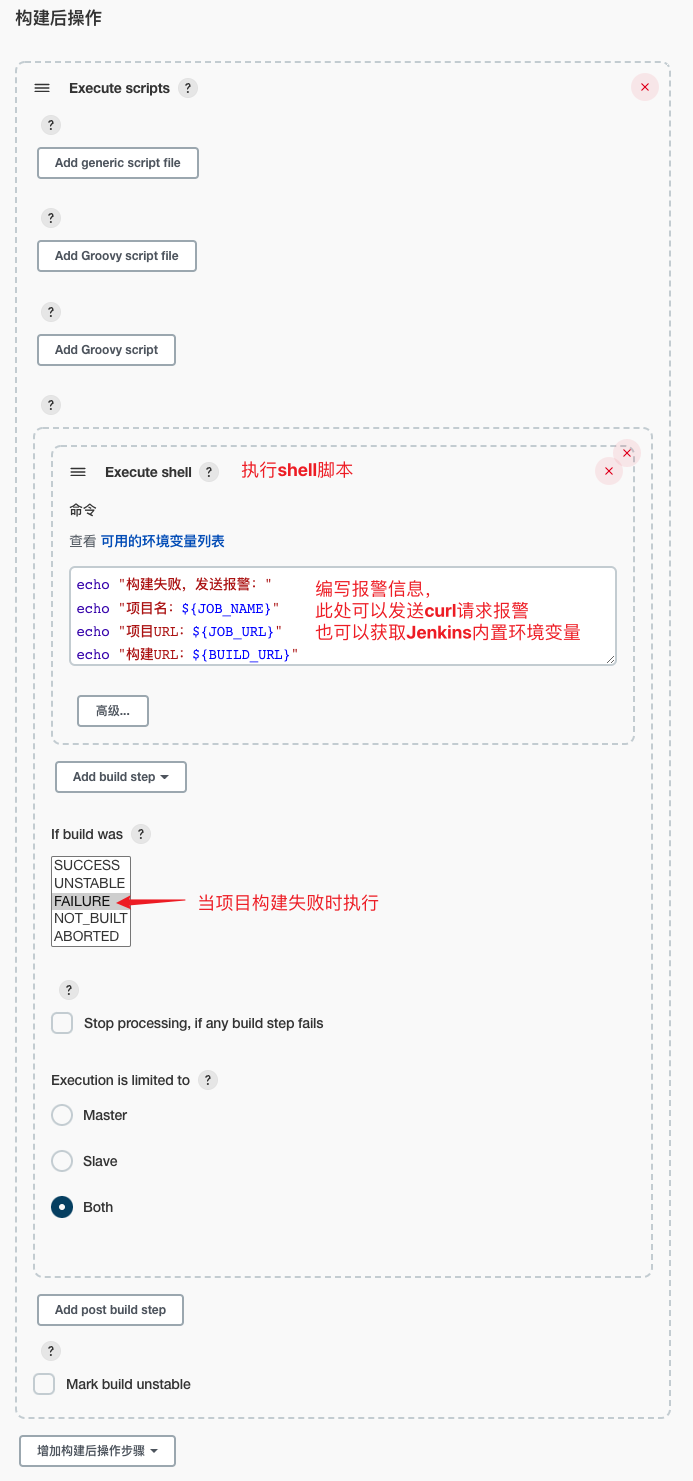 构建后操作
Execute scripts ?
?
Add generic script file
?
Add Groovy script file
?
Add Groovy script
?
Execute shell ? 执行shell脚本
命令
查看 可用的环境变量列表
echo "构建失败，发送报警："
echo "项目名：${JOB_NAME}"
echo "项目URL：${JOB_URL}"
echo "构建URL：${BUILD_URL}"
编写报警信息，
此处可以发送curl请求报警
也可以获取Jenkins内置环境变量
高级...
Add build step
If build was ?
SUCCESS
UNSTABLE
FAILURE 当项目构建失败时执行
NOT_BUILT
ABORTED
?
Stop processing, if any build step fails
Execution is limited to ?
Master
Slave
Both
Add post build step
?
Mark build unstable
增加构建后操作步骤